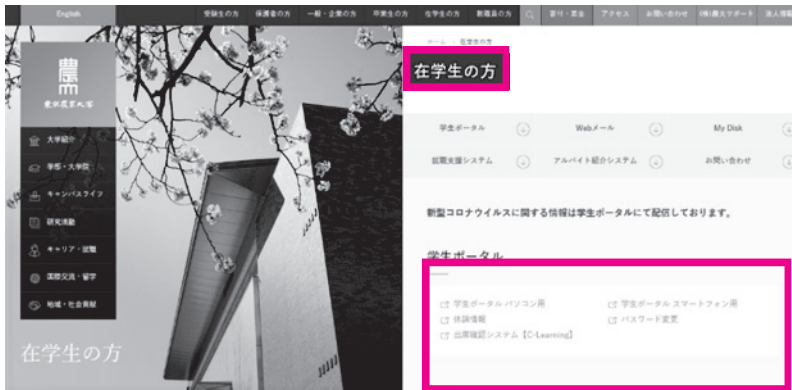 English
受験生の方 保護者の方 一般・企業の方 卒業生の方 在学生の方 教職員の方 寄付・募金 アクセス お問い合わせ (株)農大サポート 法人情報
ホーム 在学生の方
在学生の方
農大
東京農業大学
大学紹介
学部・大学院
キャンパスライフ
研究活動
キャリア・就職
国際交流・留学
地域・社会貢献
在学生の方
学生ポータル Webメール My Disk
就職支援システム アルバイト紹介システム お問い合わせ
新型コロナウイルスに関する情報は学生ポータルにて配信しております。
学生ポータル
学生ポータル パソコン用 学生ポータル スマートフォン用
休講情報 パスワード変更
出席確認システム【C-Learning】